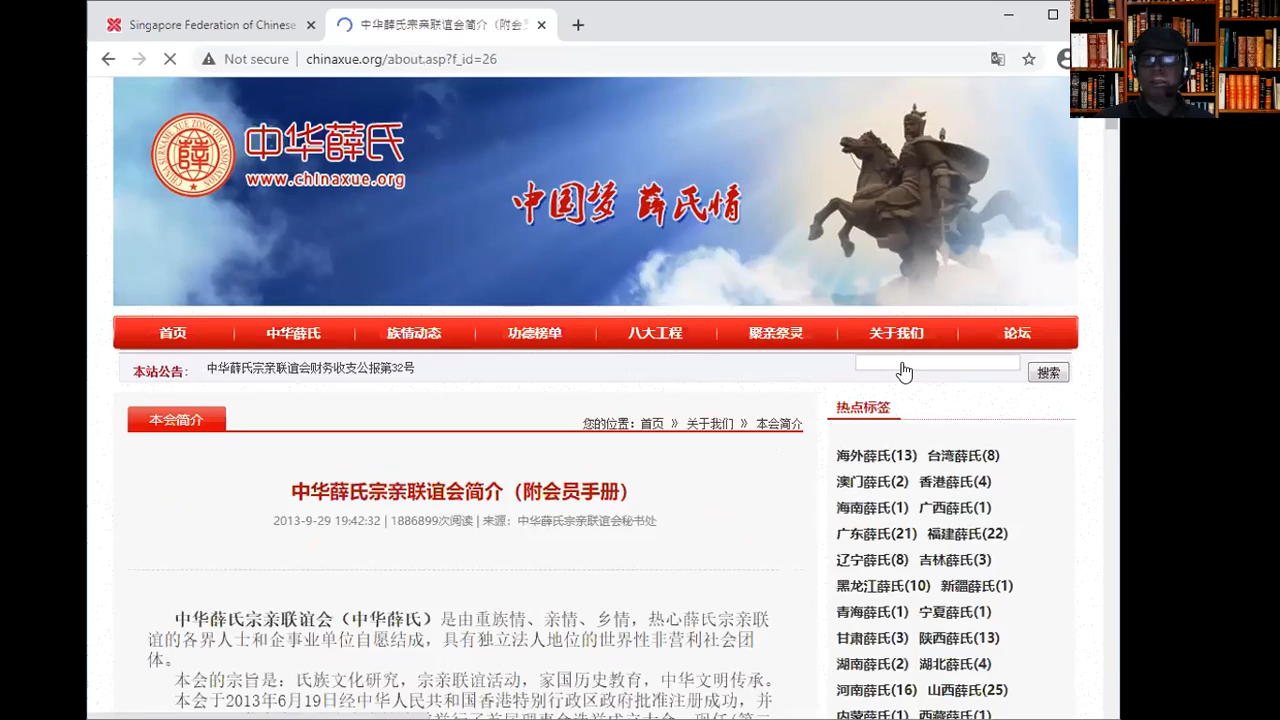 Singapore Federation of Chinese
中华薛氏宗亲联谊会简介（附会员
Not secure
chinaxue.org/about.asp?f_id=26
薛
中华薛氏
www.chinaxue.org
中国梦 薛氏情
首页
中华薛氏
族情动态
功德榜单
八大工程
聚亲祭灵
关于我们
论坛
本站公告：
中华薛氏宗亲联谊会财务收支公报第32号
搜索
本会简介
您的位置：首页 》 关于我们 》 本会简介
中华薛氏宗亲联谊会简介（附会员手册）
2013-9-29 19:42:32 | 1886899次阅读 | 来源：中华薛氏宗亲联谊会秘书处
中华薛氏宗亲联谊会（中华薛氏）是由重族情、亲情、乡情，热心薛氏宗亲联
谊的各界人士和企事业单位自愿结成，具有独立法人地位的世界性非营利社会团
体。
本会的宗旨是：氏族文化研究，宗亲联谊活动，家国历史教育，中华文明传承。
本会于2013年6月19日经中华人民共和国香港特别行政区政府批准注册成功，并
热点标签
海外薛氏(13) 台湾薛氏(8)
澳门薛氏(2) 香港薛氏(4)
海南薛氏(1) 广西薛氏(1)
广东薛氏(21) 福建薛氏(22)
辽宁薛氏(8) 吉林薛氏(3)
黑龙江薛氏(10) 新疆薛氏(1)
青海薛氏(1) 宁夏薛氏(1)
甘肃薛氏(3) 陕西薛氏(13)
湖南薛氏(2) 湖北薛氏(4)
河南薛氏(16) 山西薛氏(25)
内蒙薛氏(1) 西藏薛氏(1)